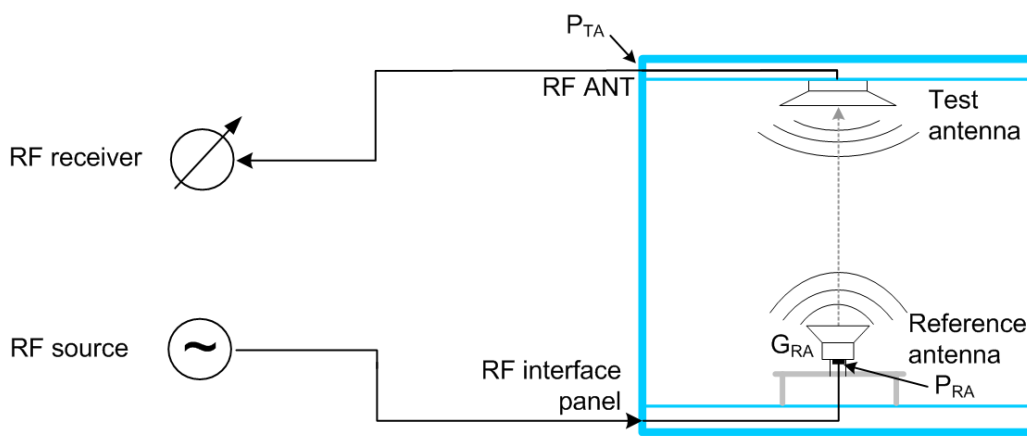 P_TA
RF ANT
Test
antenna
RF receiver
RF source
~
RF interface
panel
G_RA
Reference
antenna
P_RA